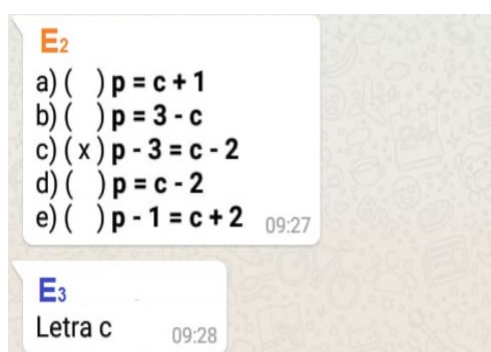 E2
a) ( ) p = c + 1
b) ( ) p = 3 - c
c) ( x ) p - 3 = c - 2
d) ( ) p = c - 2
e) ( ) p - 1 = c + 2 09:27
E3
Letra c 09:28